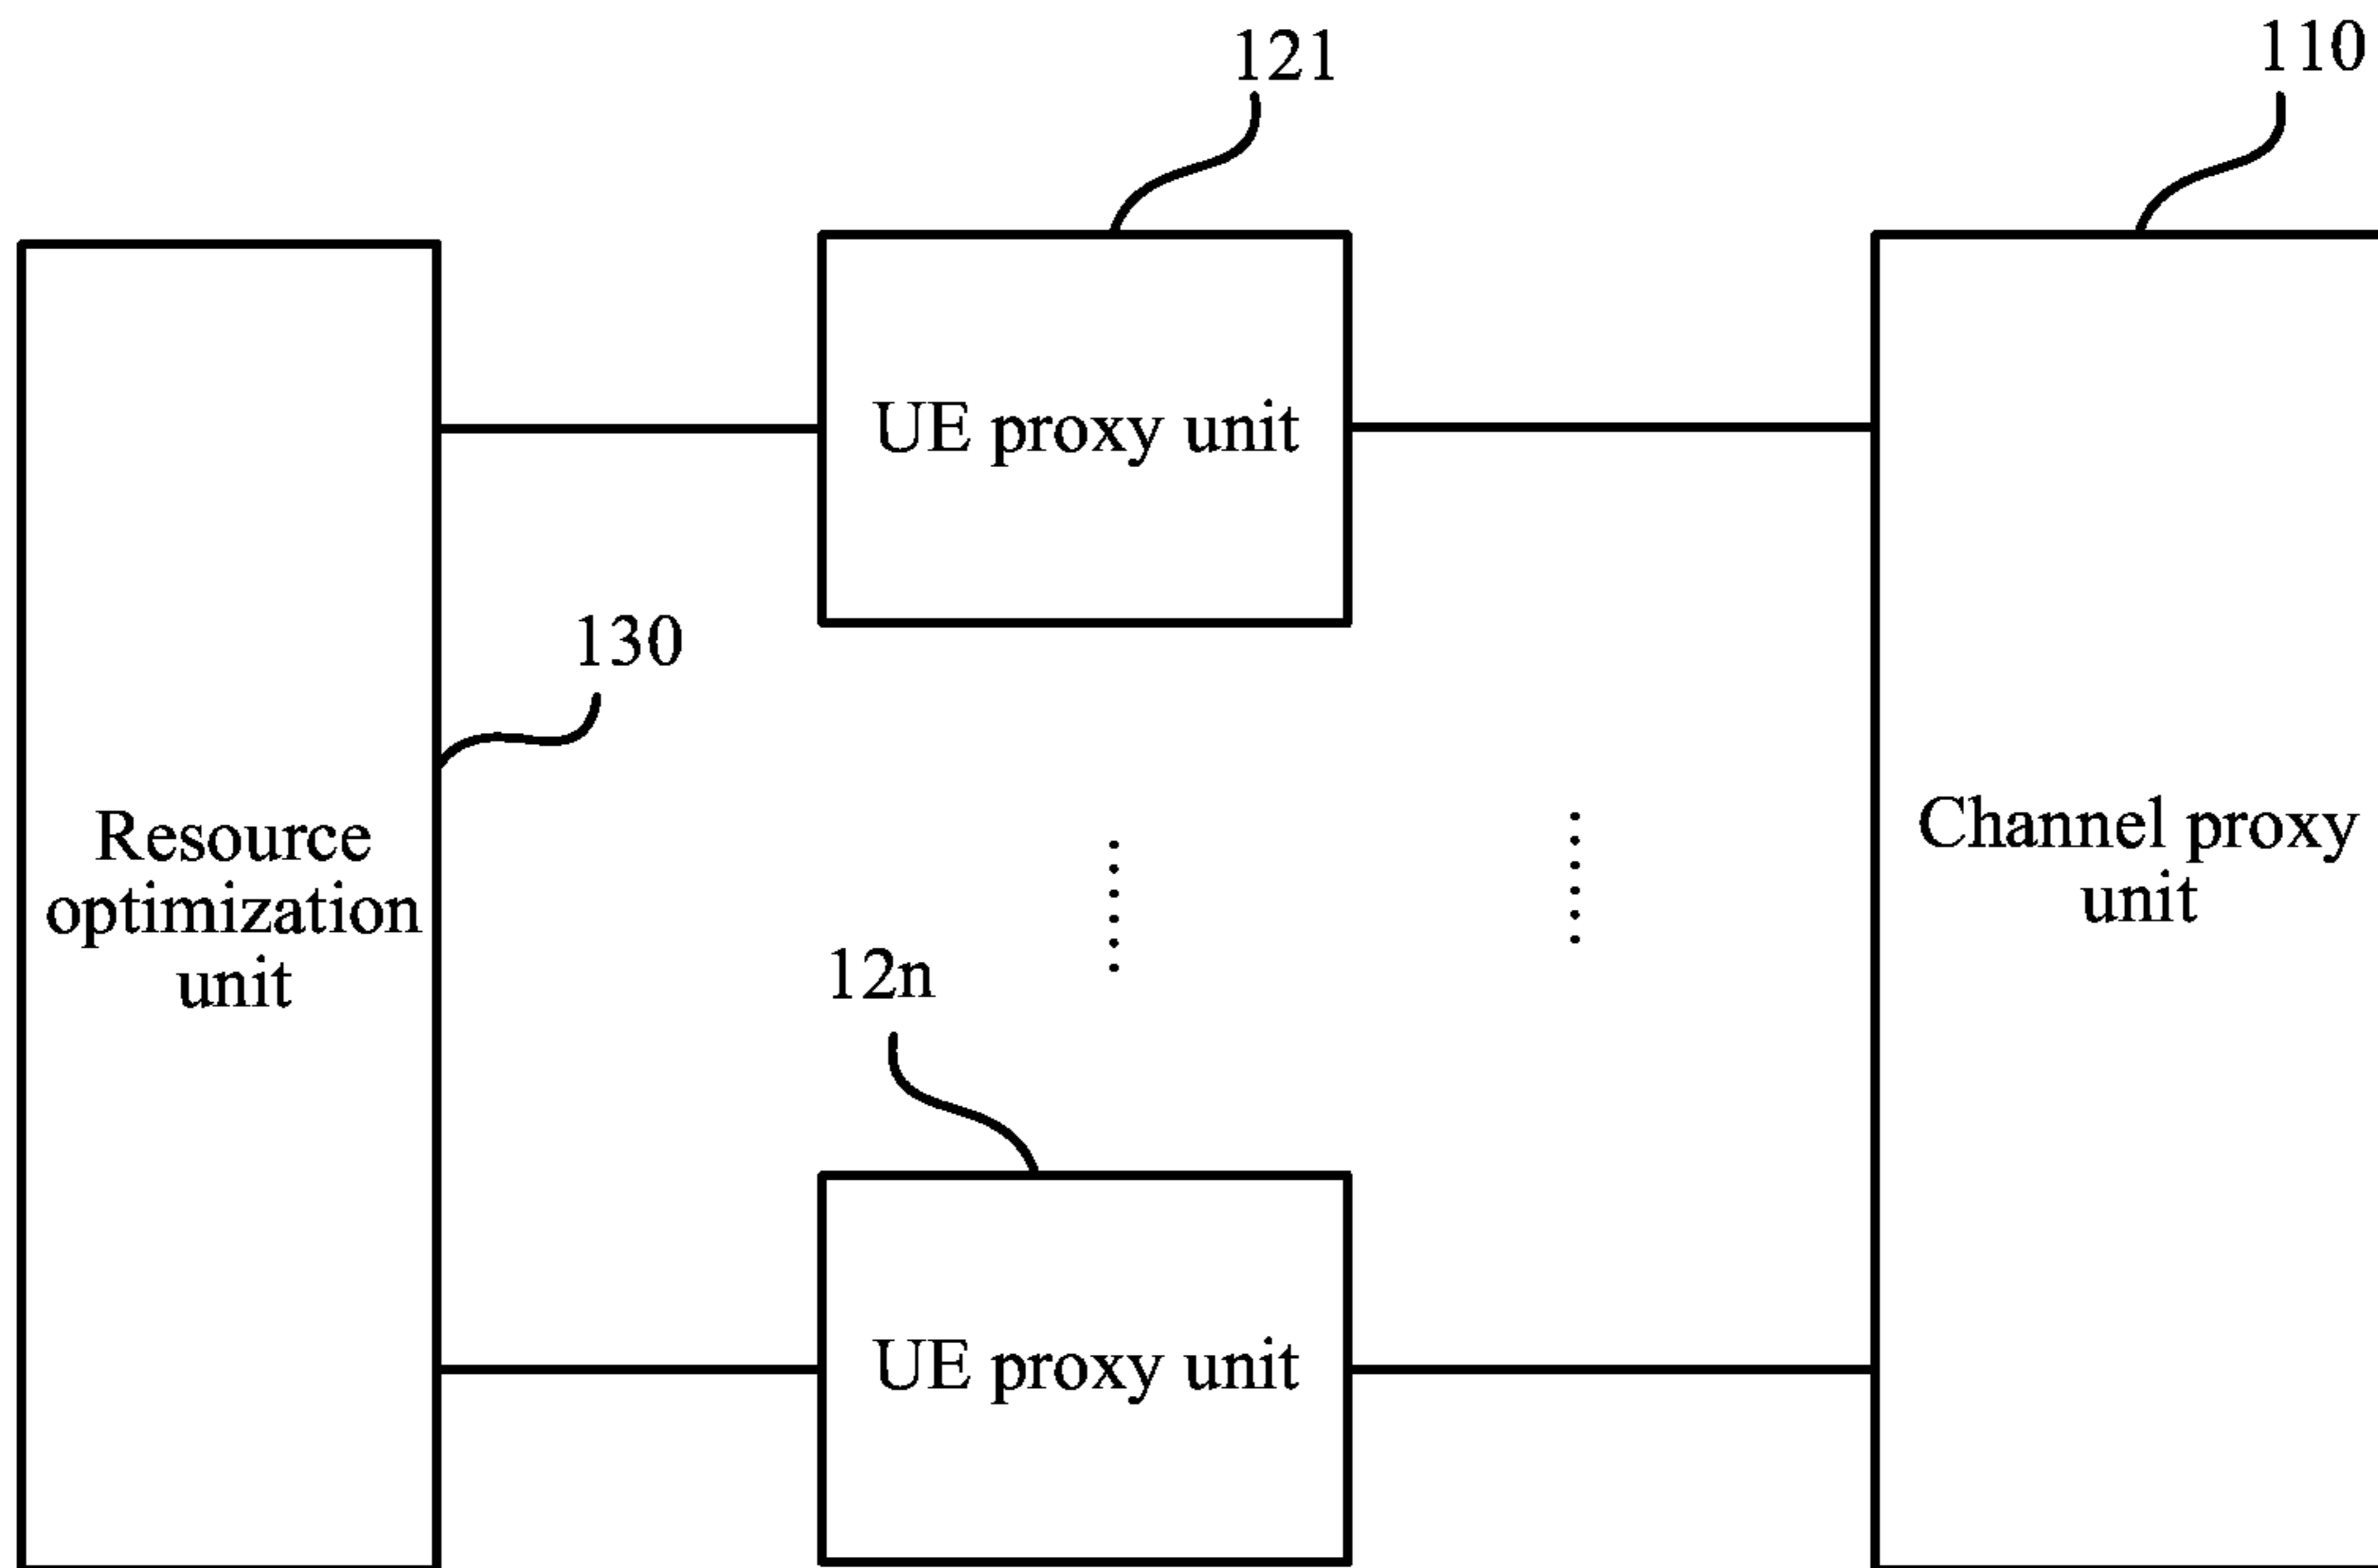 121
110
UE proxy unit
130
Resource
optimization
unit
Channel proxy
unit
12n
UE proxy unit